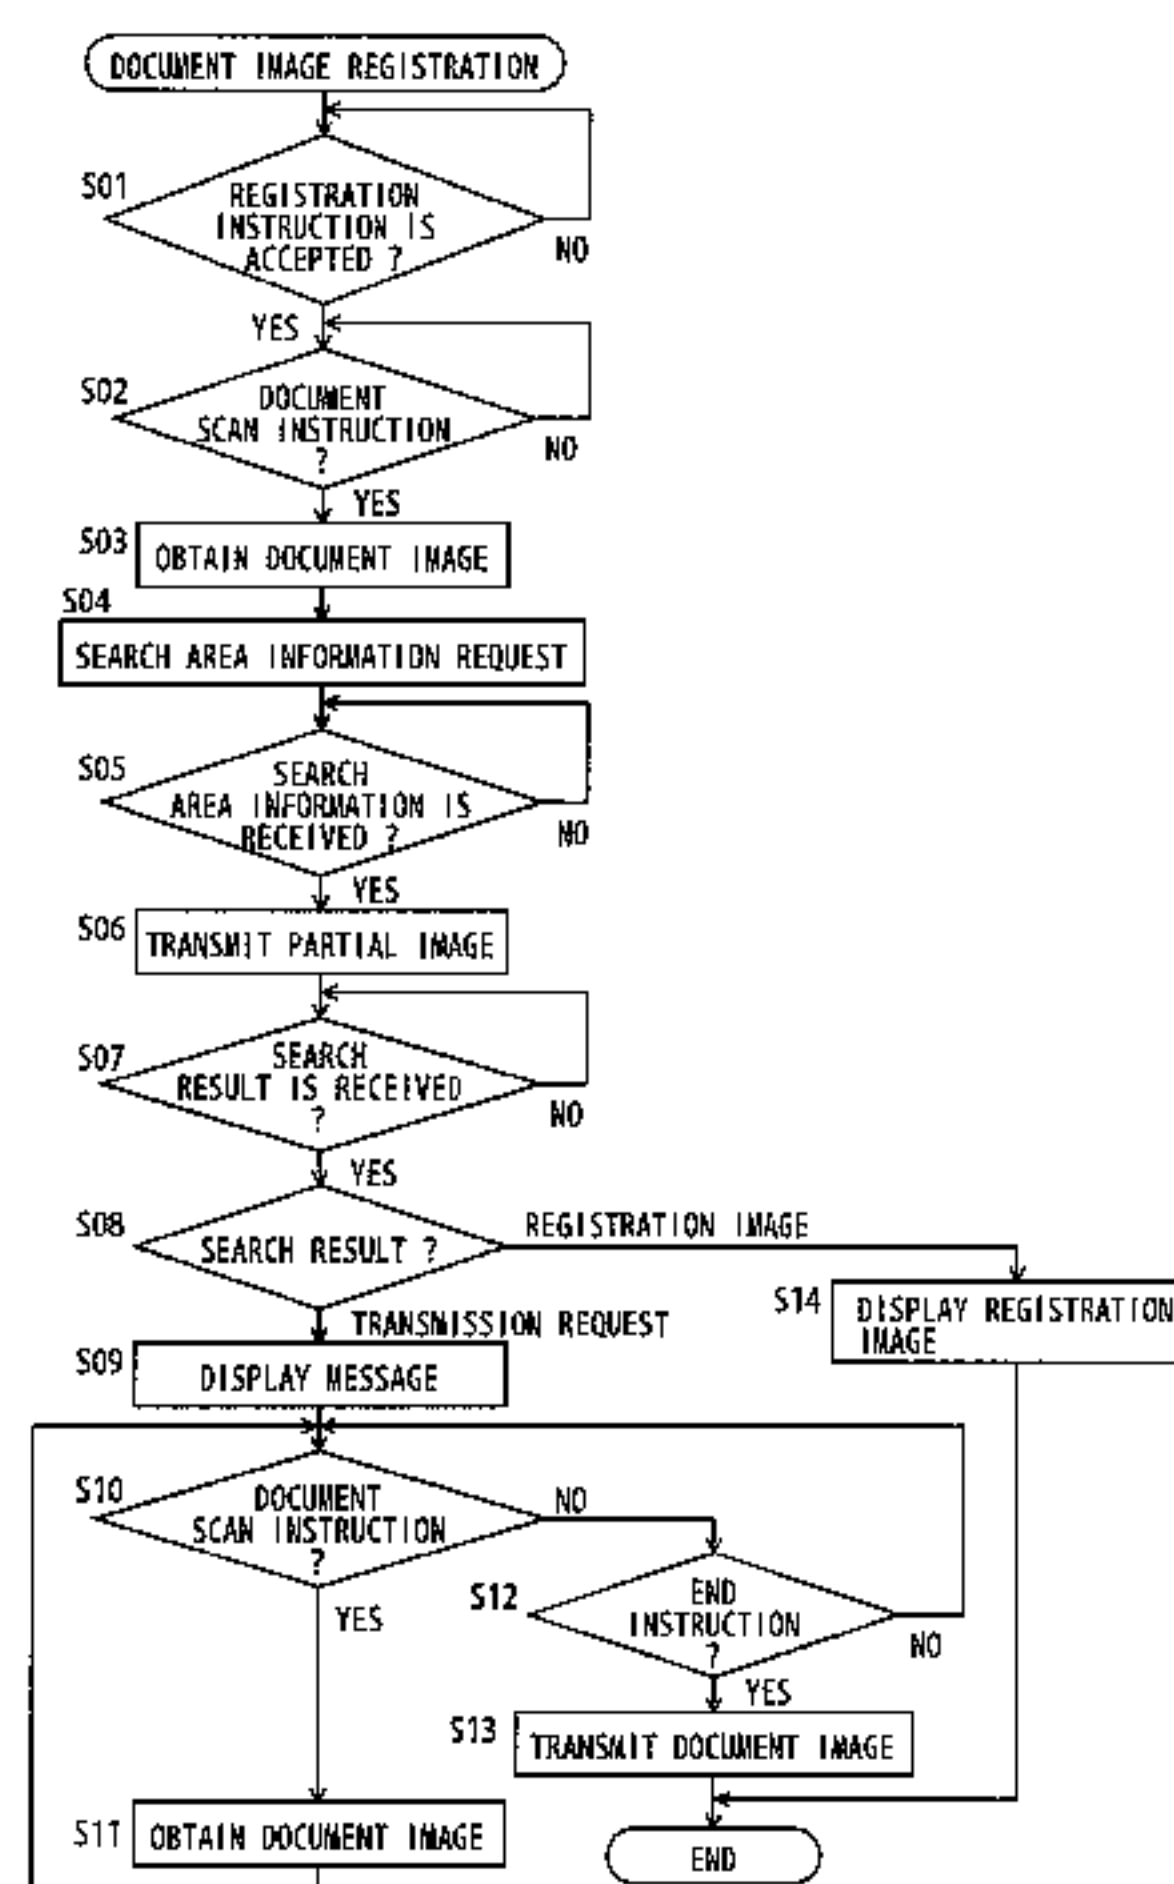 DOCUMENT IMAGE REGISTRATION
S01
REGISTRATION
INSTRUCTION IS
ACCEPTED ?
NO
YES
S02
DOCUMENT
SCAN INSTRUCTION
?
NO
YES
S03
OBTAIN DOCUMENT IMAGE
S04
SEARCH AREA INFORMATION REQUEST
S05
SEARCH
AREA INFORMATION IS
RECEIVED ?
NO
YES
S06
TRANSMIT PARTIAL IMAGE
S07
SEARCH
RESULT IS RECEIVED
?
NO
YES
S08
SEARCH RESULT ?
REGISTRATION IMAGE
S14
DISPLAY REGISTRATION
IMAGE
TRANSMISSION REQUEST
S09
DISPLAY MESSAGE
S10
DOCUMENT
SCAN INSTRUCTION
?
NO
YES
S12
END
INSTRUCTION
?
NO
YES
S13
TRANSMIT DOCUMENT IMAGE
S11
OBTAIN DOCUMENT IMAGE
END